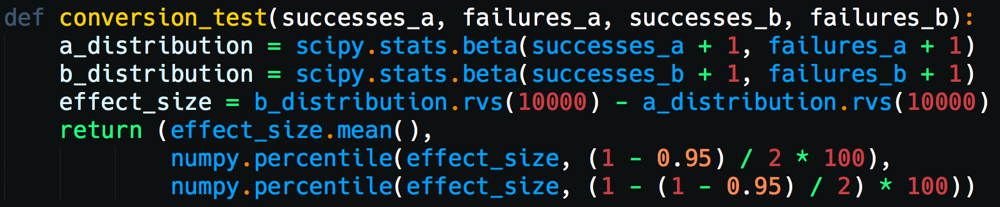 def conversion_test(successes_a, failures_a, successes_b, failures_b):
    a_distribution = scipy.stats.beta(successes_a + 1, failures_a + 1)
    b_distribution = scipy.stats.beta(successes_b + 1, failures_b + 1)
    effect_size = b_distribution.rvs(10000) - a_distribution.rvs(10000)
    return (effect_size.mean(),
            numpy.percentile(effect_size, (1 - 0.95) / 2 * 100),
            numpy.percentile(effect_size, (1 - (1 - 0.95) / 2) * 100))